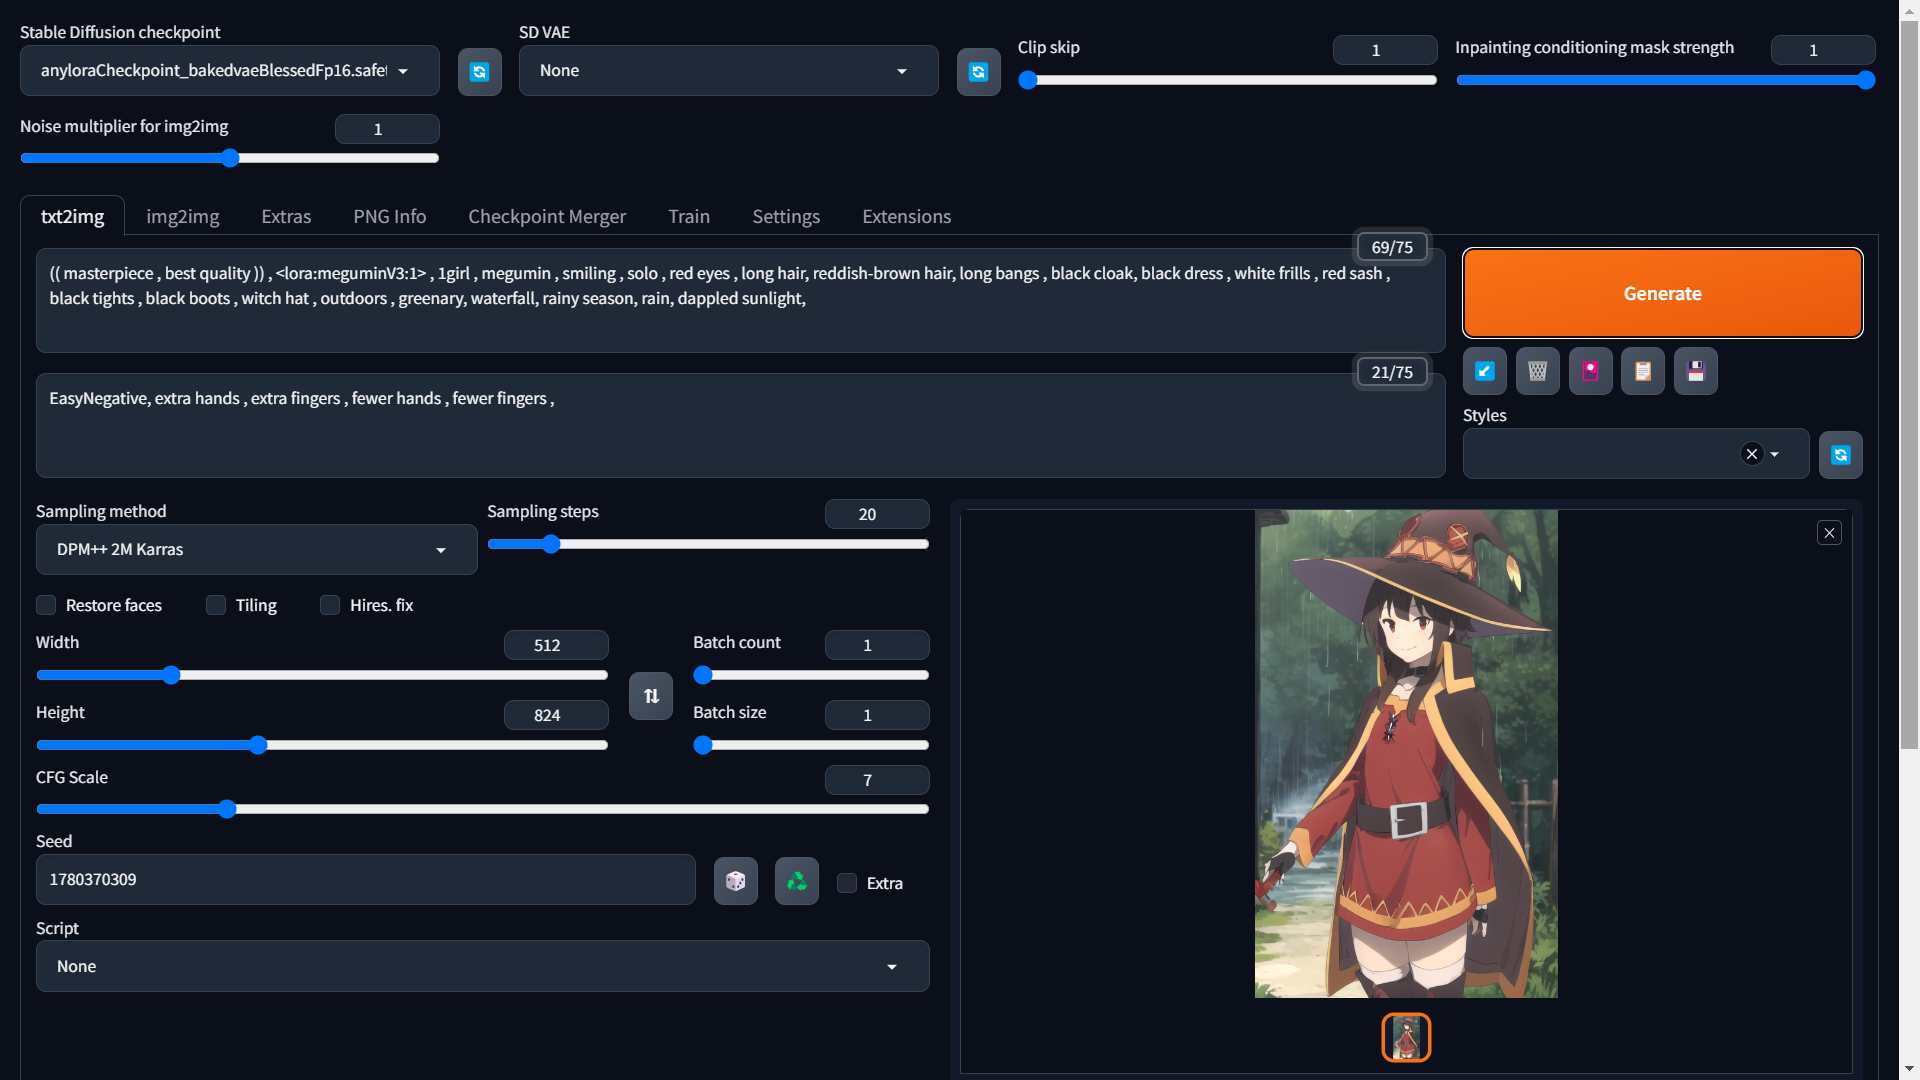 Stable Diffusion checkpoint
anyloraCheckpoint_bakedvaeBlessedFp16.safet
SD VAE
None
Clip skip
1
Inpainting conditioning mask strength
1
Noise multiplier for img2img
1
txt2img
img2img
Extras
PNG Info
Checkpoint Merger
Train
Settings
Extensions
69/75
(( masterpiece , best quality )) , <lora:meguminV3:1> , 1girl , megumin , smiling , solo , red eyes , long hair, reddish-brown hair, long bangs , black cloak, black dress , white frills , red sash ,
black tights , black boots , witch hat , outdoors , greenary, waterfall, rainy season, rain, dappled sunlight,
Generate
21/75
EasyNegative, extra hands , extra fingers , fewer hands , fewer fingers ,
Styles
Sampling method
DPM++ 2M Karras
Sampling steps
20
Restore faces
Tiling
Hires. fix
Width
512
Batch count
1
Height
824
Batch size
1
CFG Scale
7
Seed
1780370309
Extra
Script
None